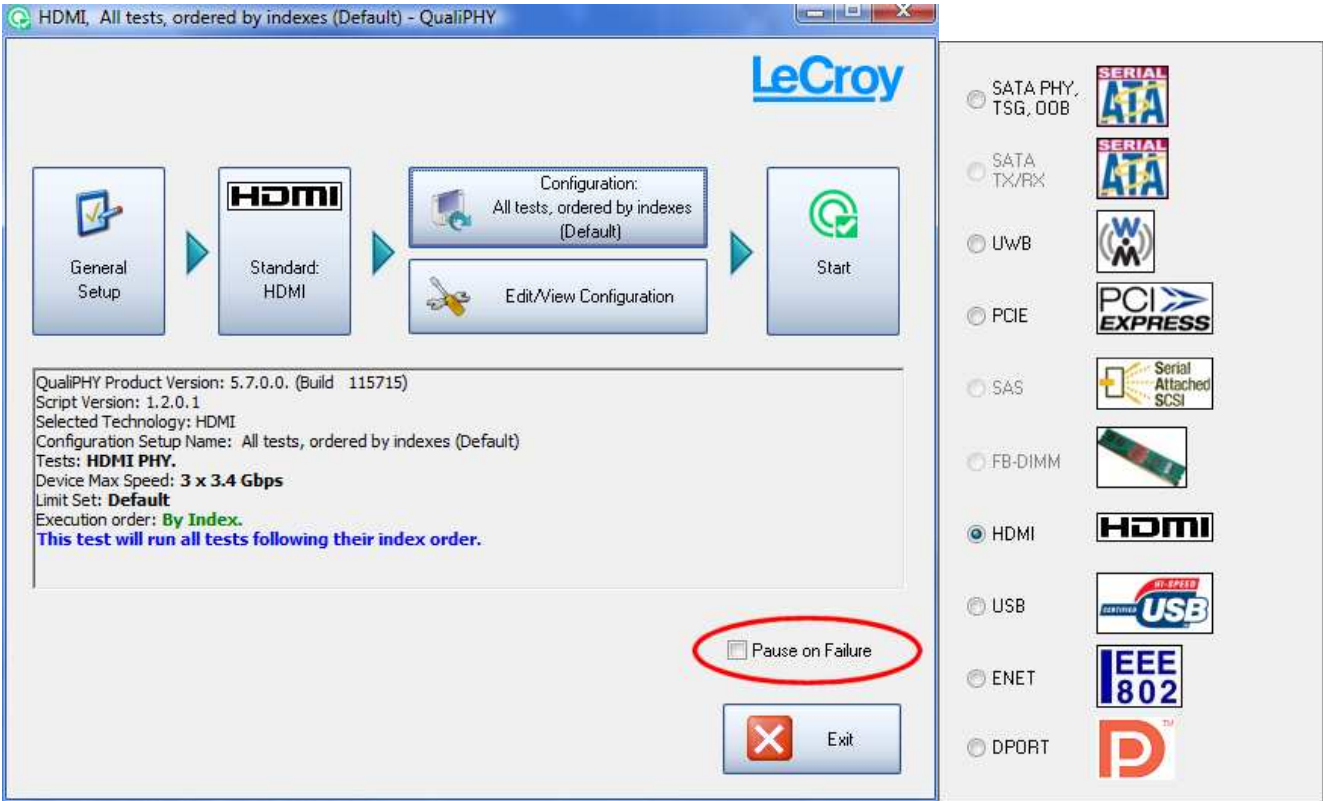 HDMI, All tests, ordered by indexes (Default) - QualiPHY
LeCroy
General
Setup
HDMI
Standard:
HDMI
Configuration:
All tests, ordered by indexes
(Default)
Edit/View Configuration
Start
QualiPHY Product Version: 5.7.0.0. (Build 115715)
Script Version: 1.2.0.1
Selected Technology: HDMI
Configuration Setup Name: All tests, ordered by indexes (Default)
Tests: HDMI PHY.
Device Max Speed: 3 x 3.4 Gbps
Limit Set: Default
Execution order: By Index.
This test will run all tests following their index order.
Pause on Failure
Exit
SATA PHY,
TSG, OOB
SERIAL
ATA
SATA
TX/RX
SERIAL
ATA
UWB
WM
PCIE
PCI
EXPRESS
SAS
Serial
Attached
SCSI
FB-DIMM
HDMI
HDMI
USB
HI-SPEED
CERTIFIED
USB
ENET
IEEE
802
DPORT
TM